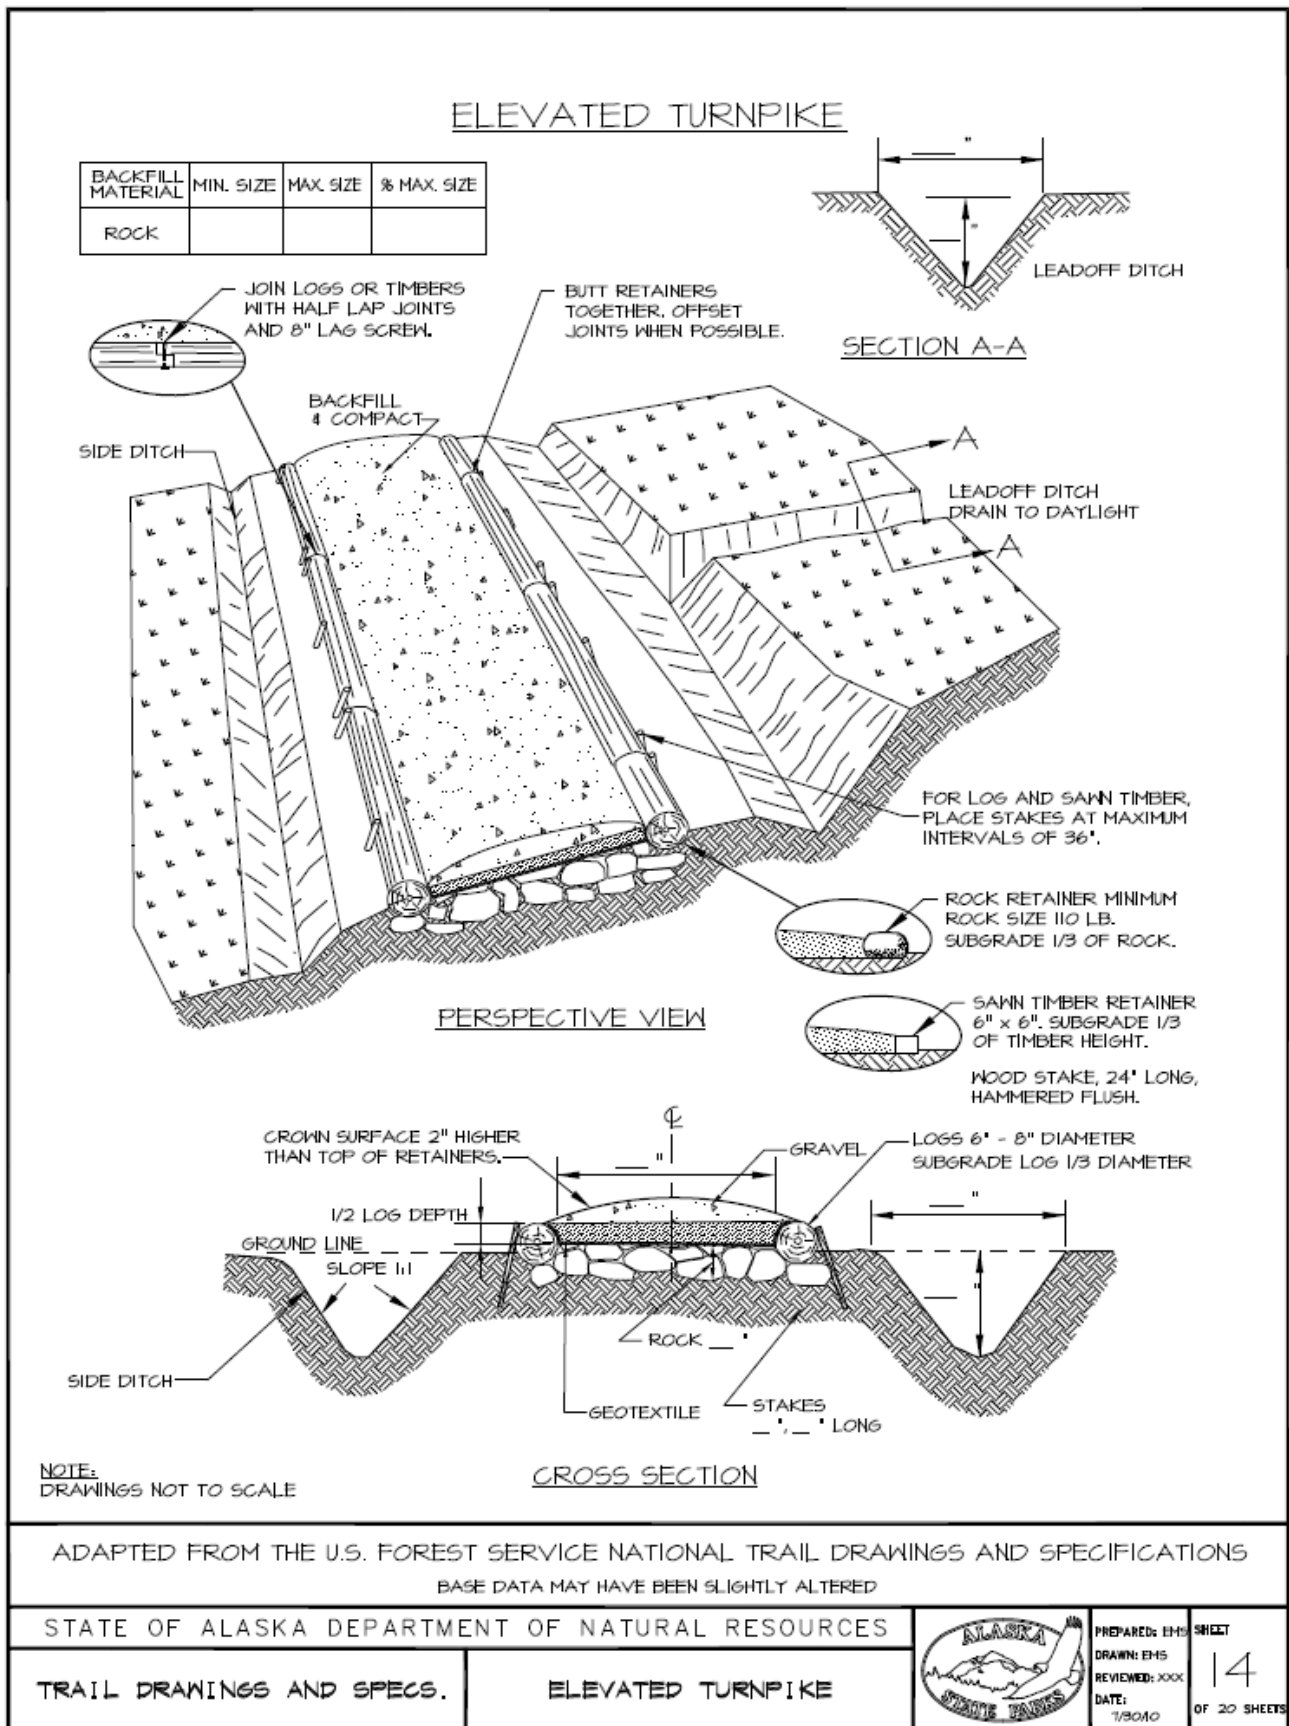 ELEVATED TURNPIKE
BACKFILL
MATERIAL
MIN. SIZE
MAX. SIZE
% MAX. SIZE
ROCK
__ "
__ "
LEADOFF DITCH
SECTION A-A
JOIN LOGS OR TIMBERS
WITH HALF LAP JOINTS
AND 8" LAG SCREW.
BUTT RETAINERS
TOGETHER. OFFSET
JOINTS WHEN POSSIBLE.
BACKFILL
& COMPACT
SIDE DITCH
A
LEADOFF DITCH
DRAIN TO DAYLIGHT
A
FOR LOG AND SAWN TIMBER,
PLACE STAKES AT MAXIMUM
INTERVALS OF 36".
ROCK RETAINER MINIMUM
ROCK SIZE 110 LB.
SUBGRADE 1/3 OF ROCK.
PERSPECTIVE VIEW
SAWN TIMBER RETAINER
6" x 6". SUBGRADE 1/3
OF TIMBER HEIGHT.
WOOD STAKE, 24" LONG,
HAMMERED FLUSH.
CROWN SURFACE 2" HIGHER
THAN TOP OF RETAINERS.
℄
__ "
GRAVEL
LOGS 6" - 8" DIAMETER
SUBGRADE LOG 1/3 DIAMETER
__ "
1/2 LOG DEPTH
GROUND LINE
SLOPE 1:1
__ "
ROCK __ "
SIDE DITCH
GEOTEXTILE
STAKES
__ ", __ " LONG
NOTE:
DRAWINGS NOT TO SCALE
CROSS SECTION
ADAPTED FROM THE U.S. FOREST SERVICE NATIONAL TRAIL DRAWINGS AND SPECIFICATIONS
BASE DATA MAY HAVE BEEN SLIGHTLY ALTERED
STATE OF ALASKA DEPARTMENT OF NATURAL RESOURCES
TRAIL DRAWINGS AND SPECS.
ELEVATED TURNPIKE
ALASKA
STATE PARKS
PREPARED: EMS
DRAWN: EMS
REVIEWED: XXX
DATE:
7/30/10
SHEET
14
OF 20 SHEETS